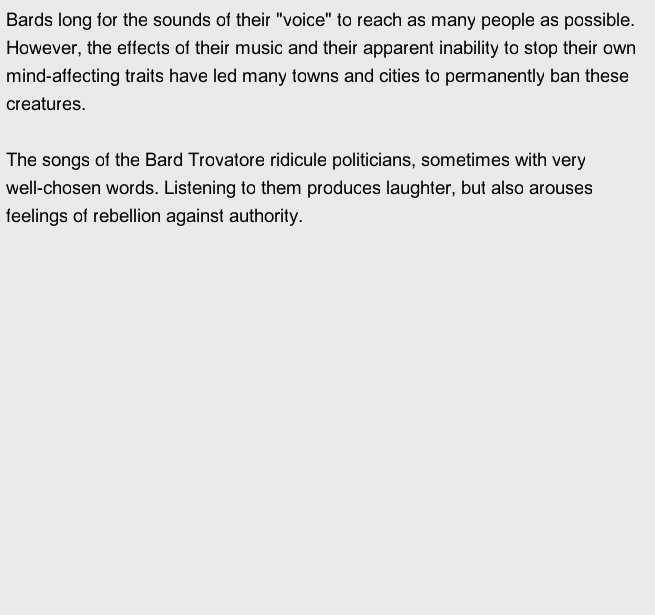 Bards long for the sounds of their "voice" to reach as many people as possible.
However, the effects of their music and their apparent inability to stop their own
mind-affecting traits have led many towns and cities to permanently ban these
creatures.
The songs of the Bard Trovatore ridicule politicians, sometimes with very
well-chosen words. Listening to them produces laughter, but also arouses
feelings of rebellion against authority.